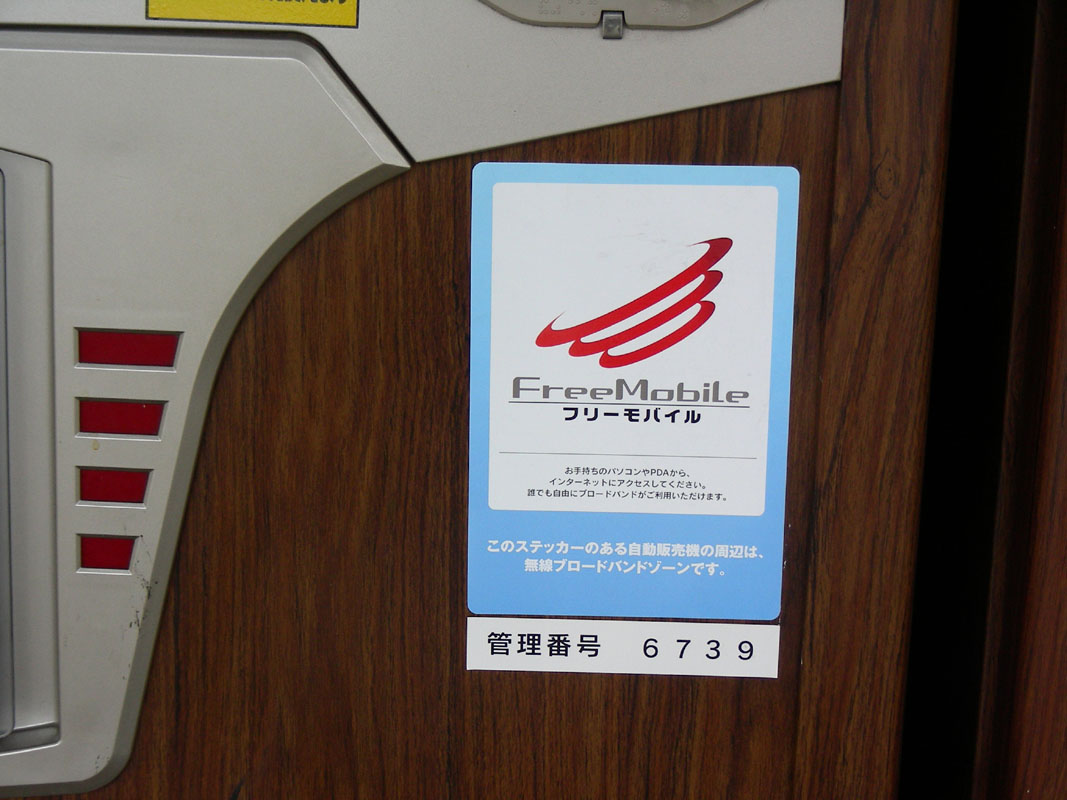 FreeMobile
フリーモバイル
お手持ちのパソコンやPDAから、
インターネットにアクセスしてください。
誰でも自由にブロードバンドがご利用いただけます。
このステッカーのある自動販売機の周辺は、
無線ブロードバンドゾーンです。
管理番号 6739